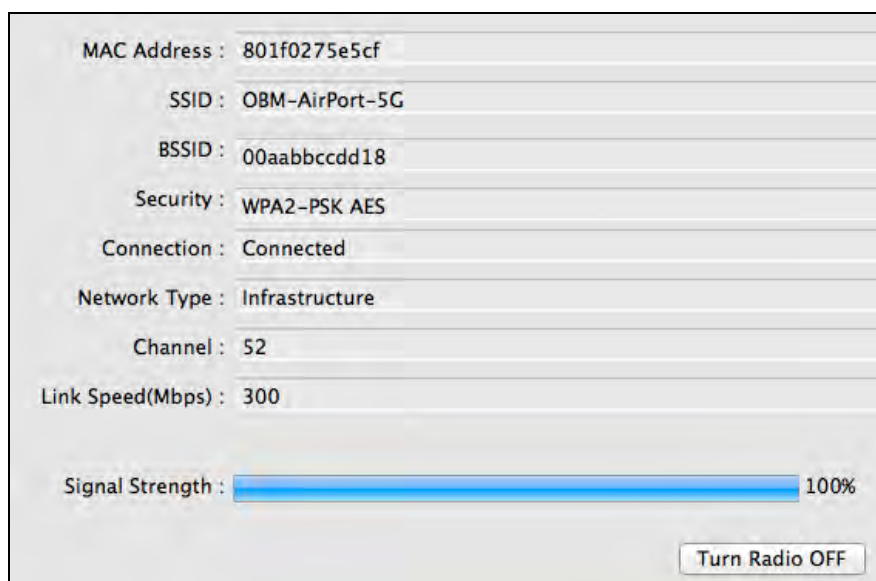 MAC Address : 801f0275e5cf
SSID : OBM-AirPort-5G
BSSID : 00aabbccdd18
Security : WPA2-PSK AES
Connection : Connected
Network Type : Infrastructure
Channel : 52
Link Speed(Mbps) : 300
Signal Strength : 100%
Turn Radio OFF